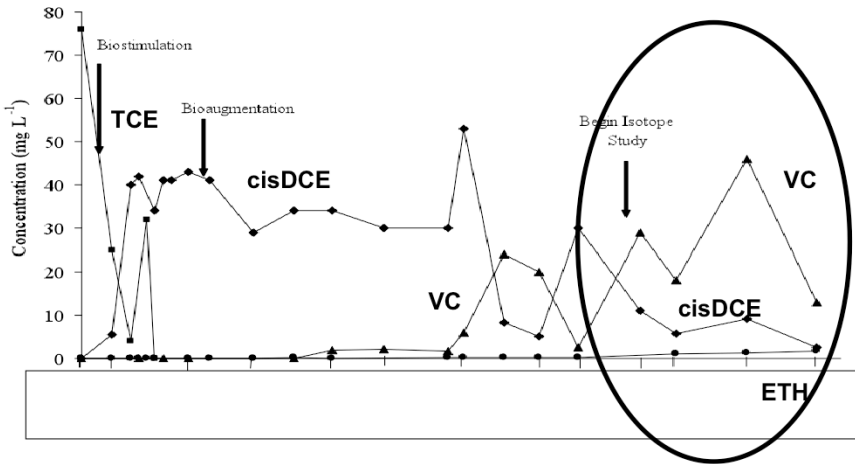 80
Biostimulation
70
60
TCE
Bioaugmentation
Begin Isotope
Study
50
cisDCE
VC
40
30
20
VC
cisDCE
10
0
ETH
Concentration (mg L⁻¹)